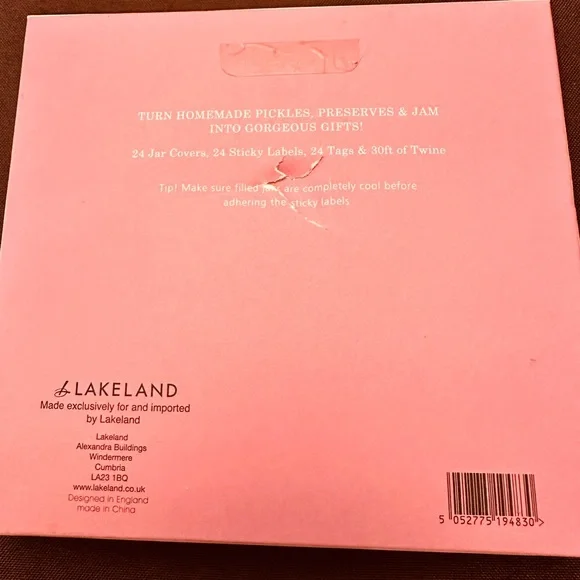 TURN HOMEMADE PICKLES, PRESERVES & JAM
INTO GORGEOUS GIFTS!
24 Jar Covers, 24 Sticky Labels, 24 Tags & 30ft of Twine
Tip! Make sure filled jars are completely cool before
adhering the sticky labels
LAKELAND
Made exclusively for and imported
by Lakeland
Lakeland
Alexandra Buildings
Windermere
Cumbria
LA23 1BQ
www.lakeland.co.uk
Designed in England
made in China
5 052775 194830>